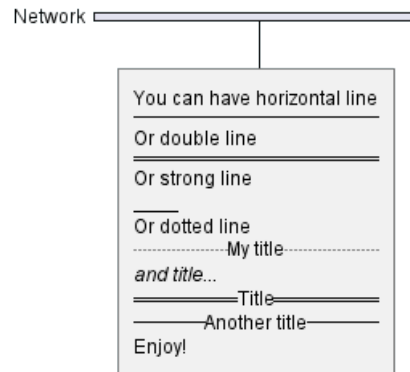 Network
You can have horizontal line
Or double line
Or strong line
____
Or dotted line
My title
and title...
Title
Another title
Enjoy!